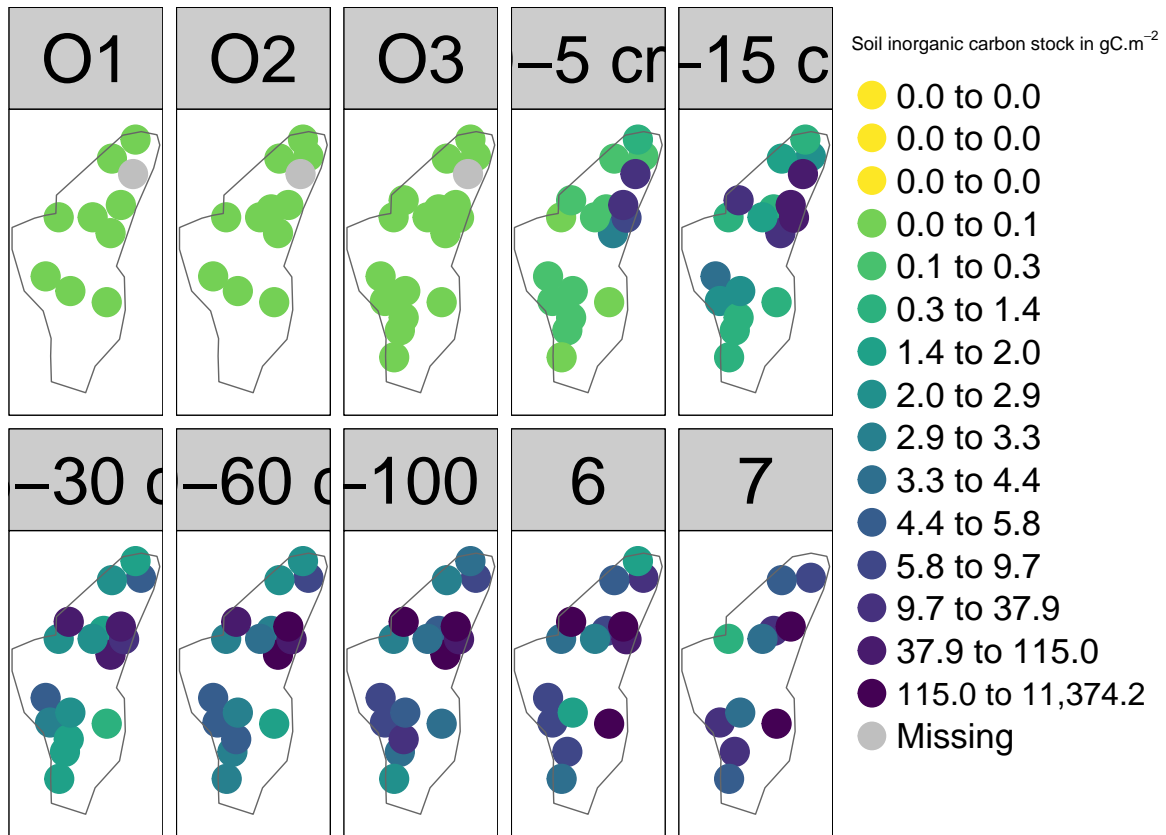 O1 O2 O3 –5 cm –15 c
Soil inorganic carbon stock in gC.m⁻²
0.0 to 0.0
0.0 to 0.0
0.0 to 0.0
0.0 to 0.1
0.1 to 0.3
0.3 to 1.4
1.4 to 2.0
2.0 to 2.9
2.9 to 3.3
3.3 to 4.4
4.4 to 5.8
5.8 to 9.7
9.7 to 37.9
37.9 to 115.0
115.0 to 11,374.2
Missing
–30 –60 –100 6 7